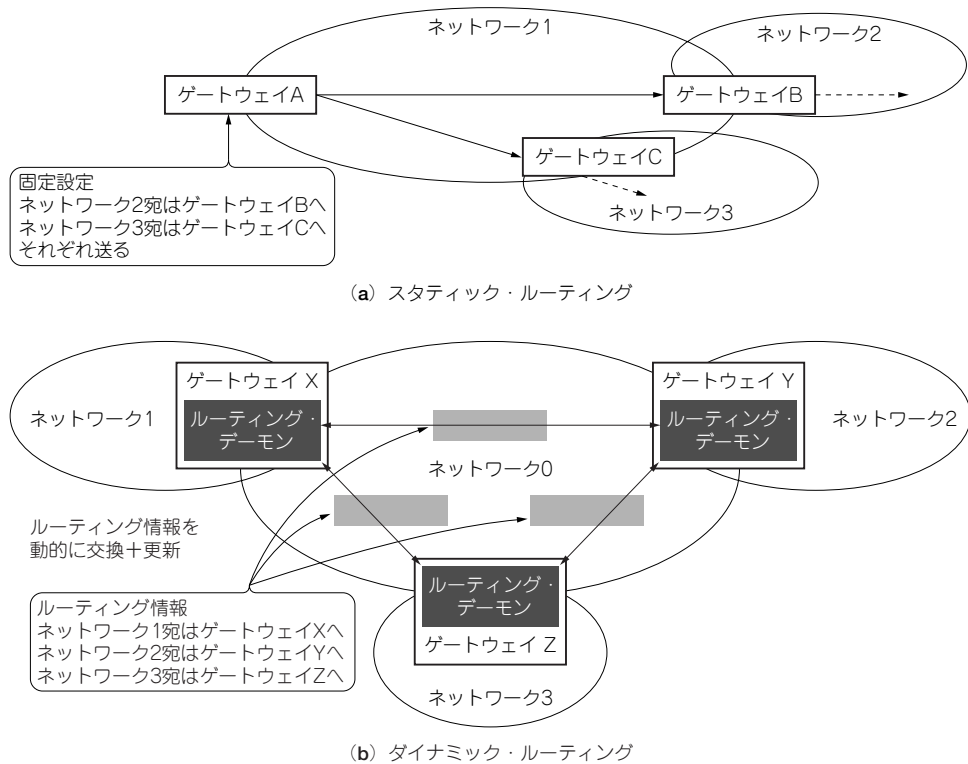 ネットワーク1
ネットワーク2
ゲートウェイA
ゲートウェイB
ゲートウェイC
ネットワーク3
固定設定
ネットワーク2宛はゲートウェイBへ
ネットワーク3宛はゲートウェイCへ
それぞれ送る
(a) スタティック・ルーティング
ゲートウェイ X
ゲートウェイ Y
ネットワーク1
ルーティング・
デーモン
ルーティング・
デーモン
ネットワーク2
ネットワーク0
ルーティング情報を
動的に交換+更新
ルーティング・
デーモン
ゲートウェイ Z
ルーティング情報
ネットワーク1宛はゲートウェイXへ
ネットワーク2宛はゲートウェイYへ
ネットワーク3宛はゲートウェイZへ
ネットワーク3
(b) ダイナミック・ルーティング